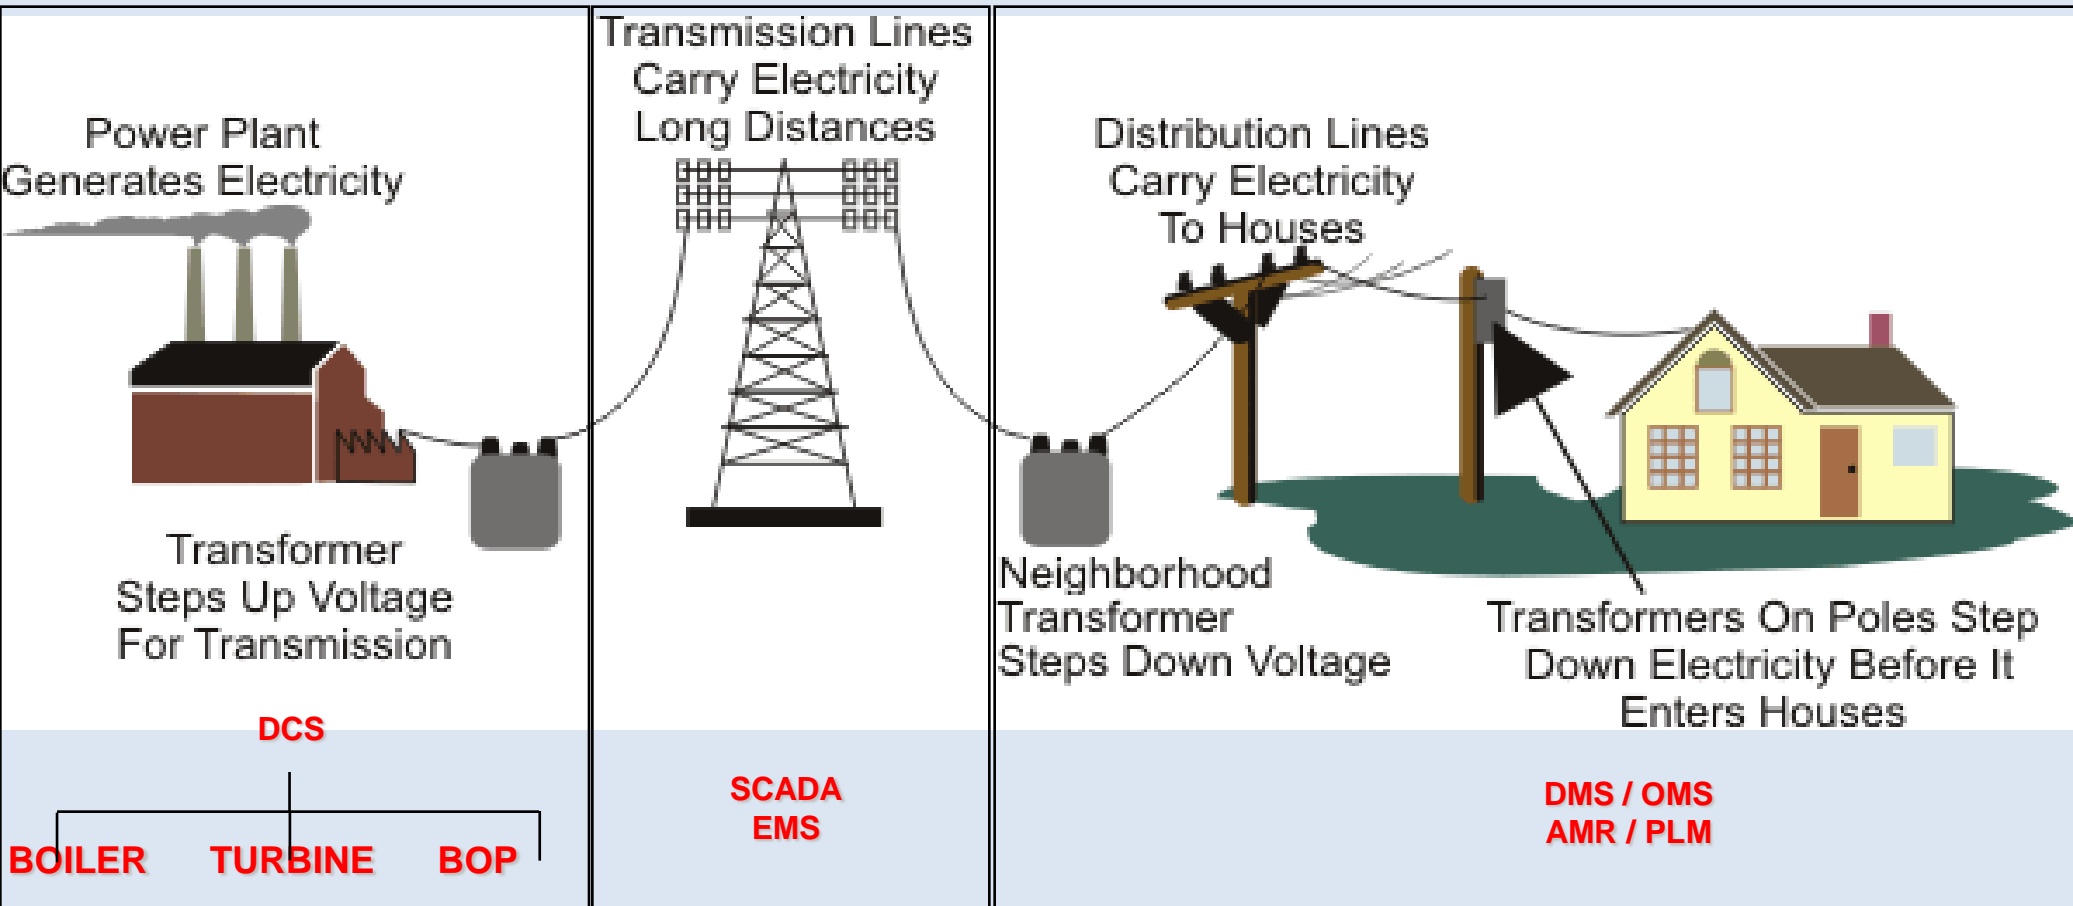 Power Plant
Generates Electricity
Transformer
Steps Up Voltage
For Transmission
DCS
BOILER TURBINE BOP
Transmission Lines
Carry Electricity
Long Distances
SCADA
EMS
Distribution Lines
Carry Electricity
To Houses
Neighborhood
Transformer
Steps Down Voltage
Transformers On Poles Step
Down Electricity Before It
Enters Houses
DMS / OMS
AMR / PLM